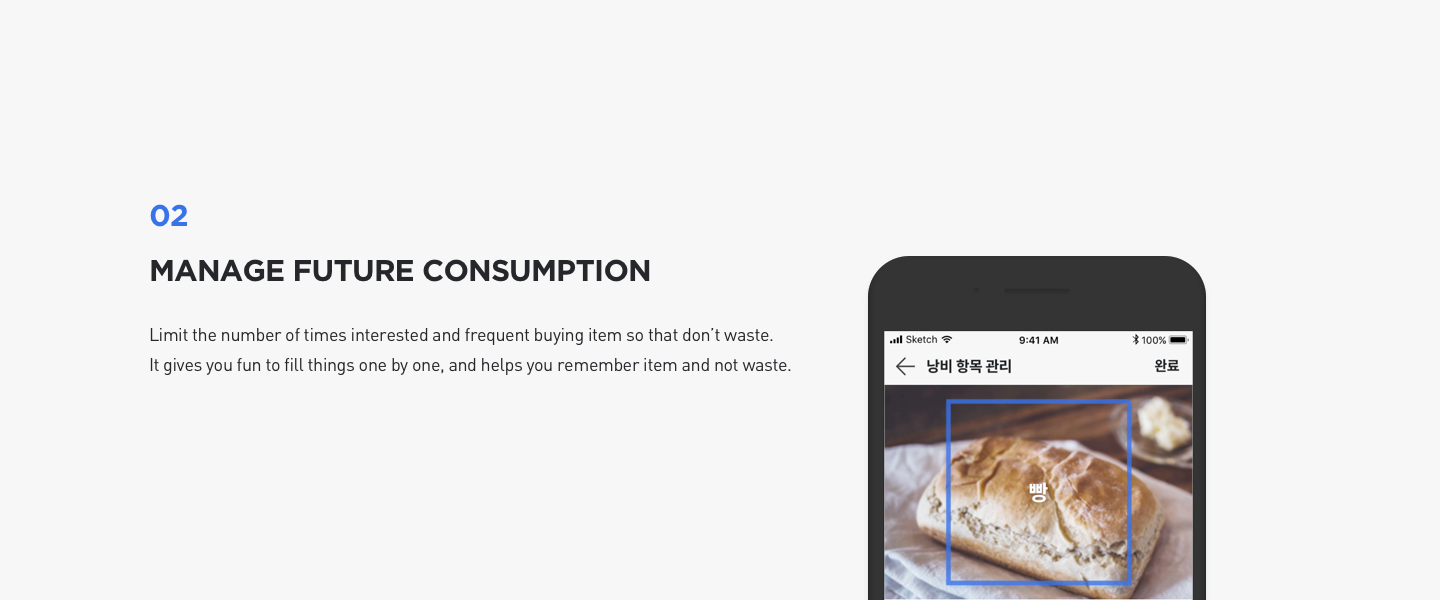 02
MANAGE FUTURE CONSUMPTION
Limit the number of times interested and frequent buying item so that don’t waste.
It gives you fun to fill things one by one, and helps you remember item and not waste.
Sketch 9:41 AM 100%
낭비 항목 관리 완료
빵